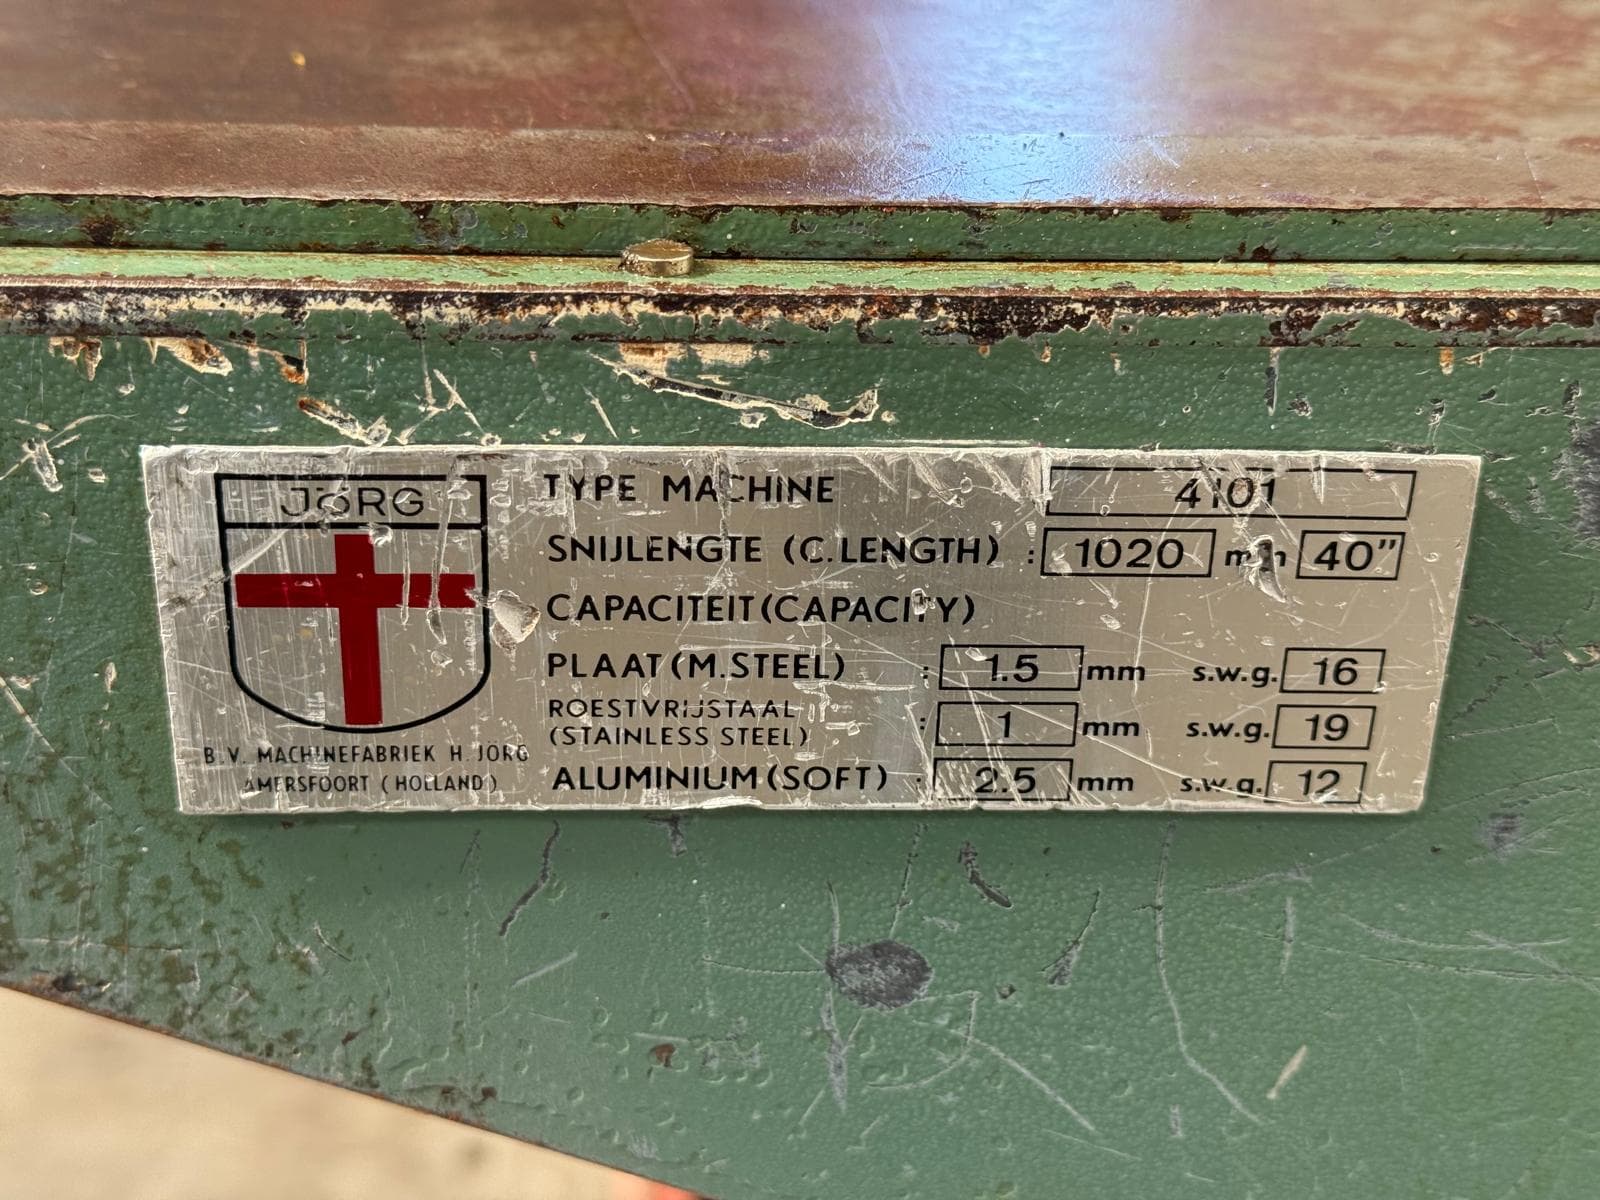 JÖRG
B.V. MACHINEFABRIEK H. JÖRG
AMERSFOORT (HOLLAND)
TYPE MACHINE 4101
SNIJLENGTE (C.LENGTH) : 1020 mm 40”
CAPACITEIT (CAPACITY)
PLAAT (M.STEEL) : 1.5 mm s.w.g. 16
ROESTVRIJSTAAL
(STAINLESS STEEL) : 1 mm s.w.g. 19
ALUMINIUM (SOFT) : 2.5 mm s.w.g. 12